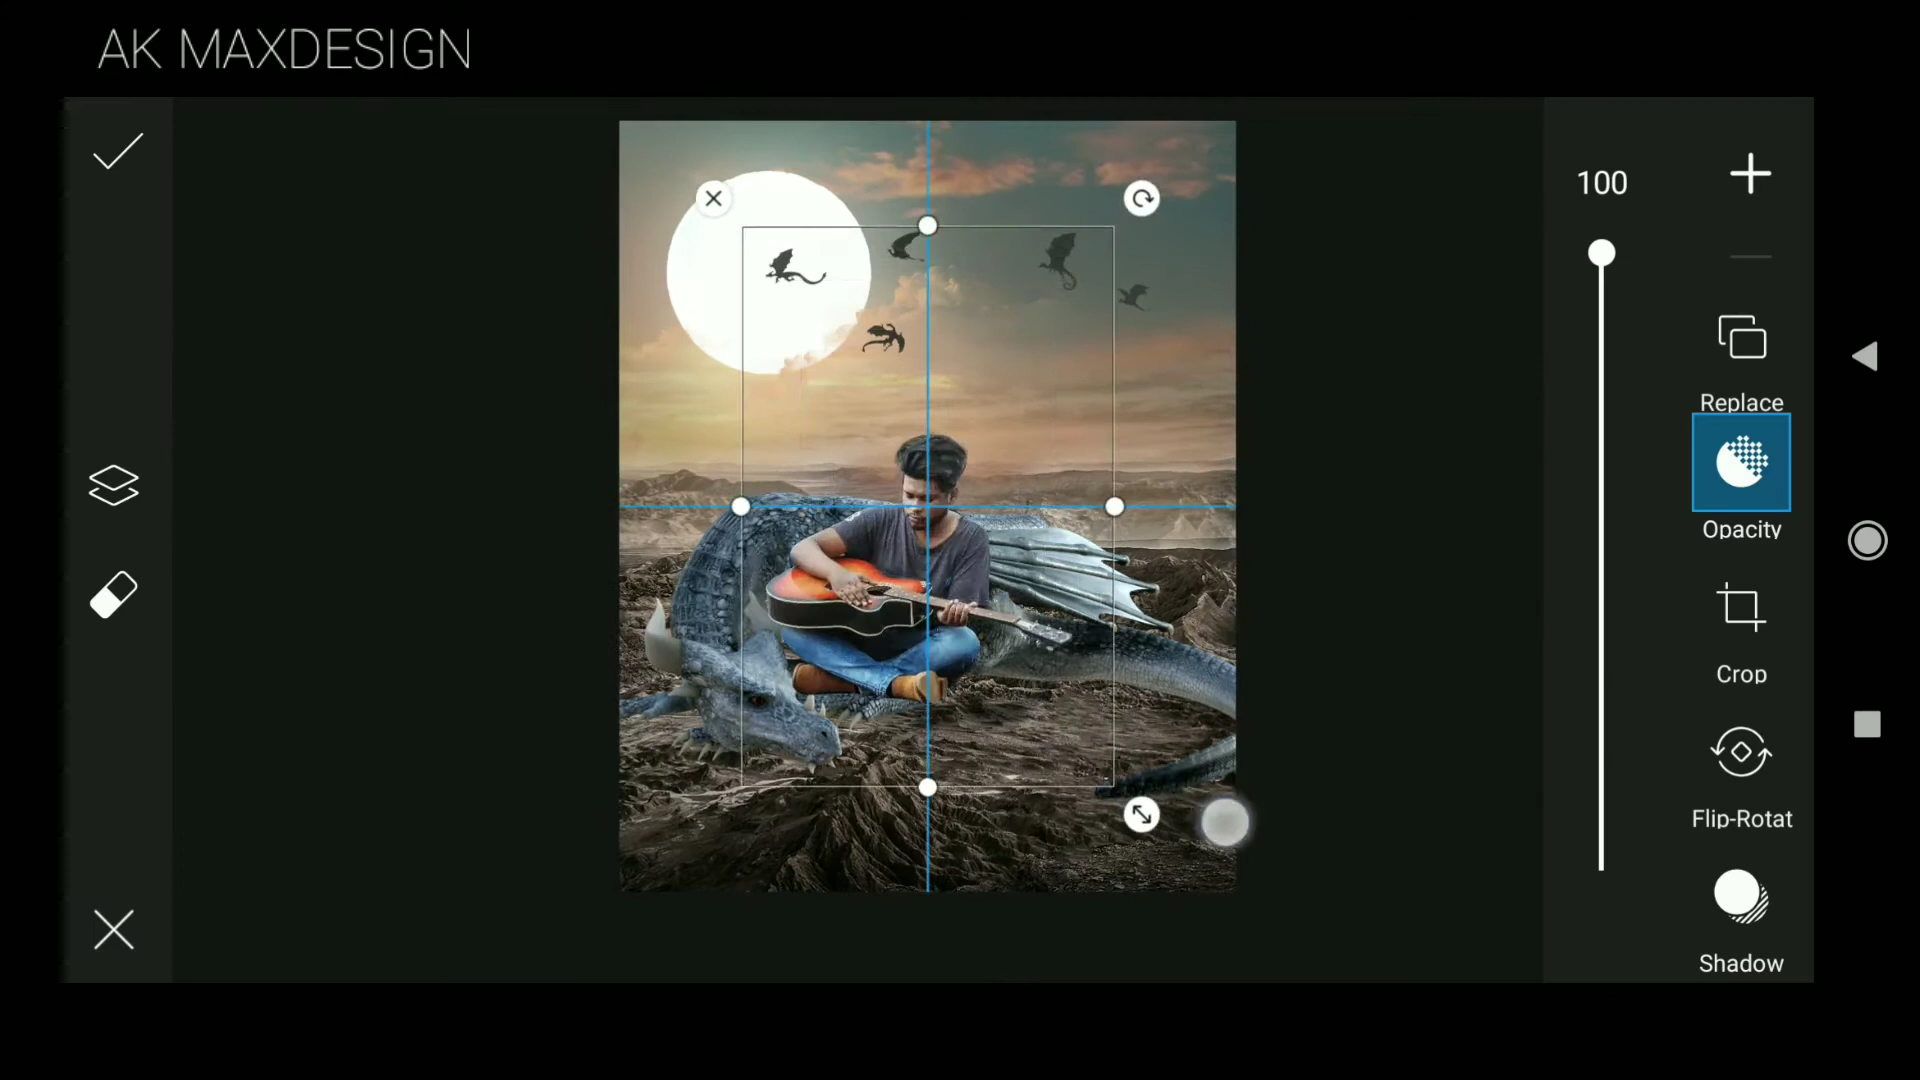 AK MAXDESIGN
100
Replace
Opacity
Crop
Flip-Rotat
Shadow